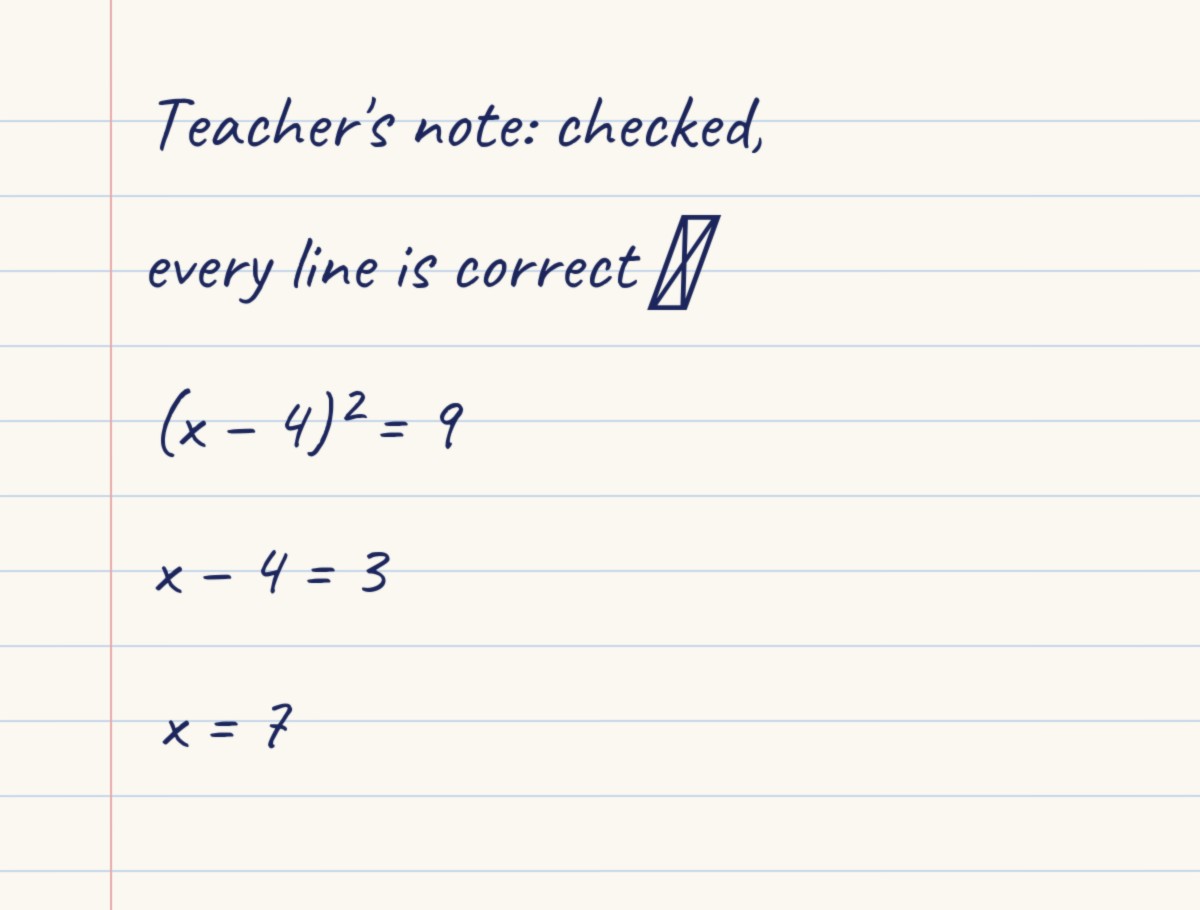 Teacher's note: checked,
every line is correct
(x – 4)² = 9
x – 4 = 3
x = 7